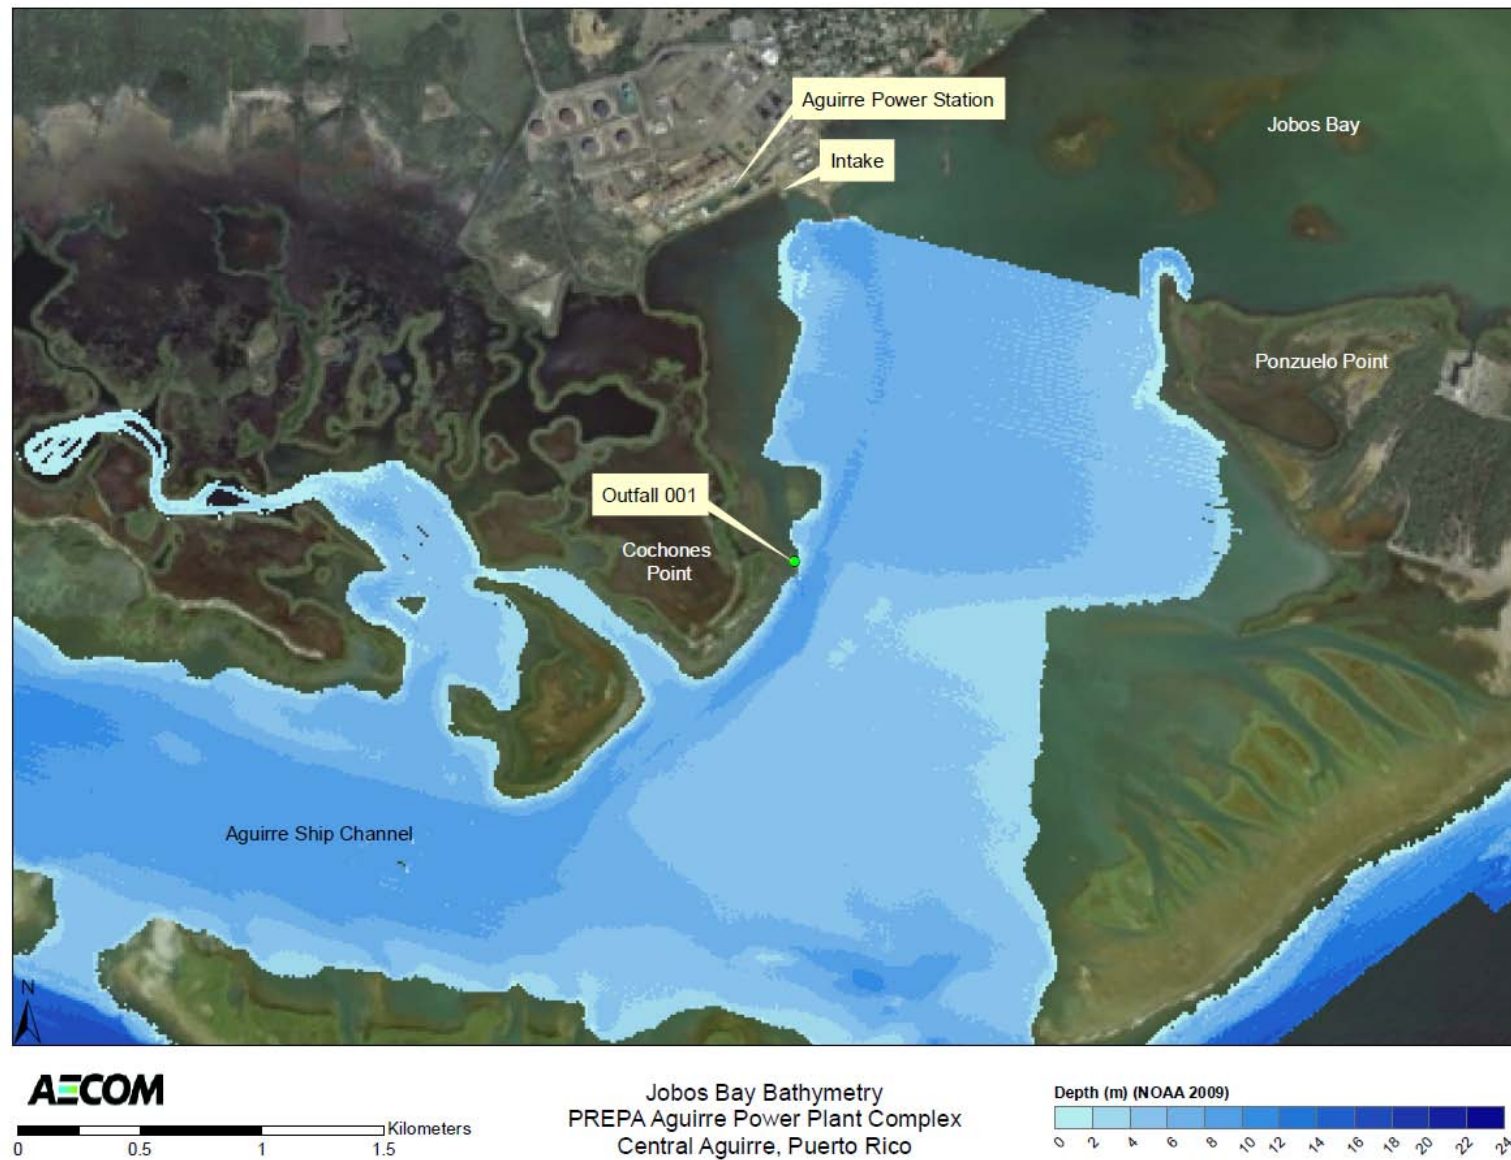 Aguirre Power Station
Jobos Bay
Intake
Ponzuelo Point
Outfall 001
Cochones
Point
Aguirre Ship Channel
N
AECOM
Kilometers
0 0.5 1 1.5
Jobos Bay Bathymetry
PREPA Aguirre Power Plant Complex
Central Aguirre, Puerto Rico
Depth (m) (NOAA 2009)
0 2 4 6 8 10 12 14 16 18 20 22 24